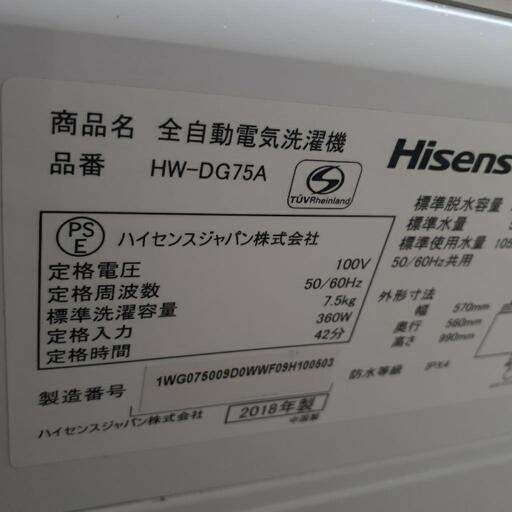 商品名 全自動電気洗濯機
品番 HW-DG75A
TÜVRheinland
PS
E
ハイセンスジャパン株式会社
定格電圧 100V
定格周波数 50/60Hz
標準洗濯容量 7.5kg
定格入力 360W
定格時間 42分
製造番号 1WG075009D0WWF09H100503
ハイセンスジャパン株式会社 2018年製
中国製
Hisens
標準脱水容量
標準水量
標準使用水量 105
50/60Hz共用
外形寸法
幅 570mm
奥行 560mm
高さ 990mm
防水等級 IPX4